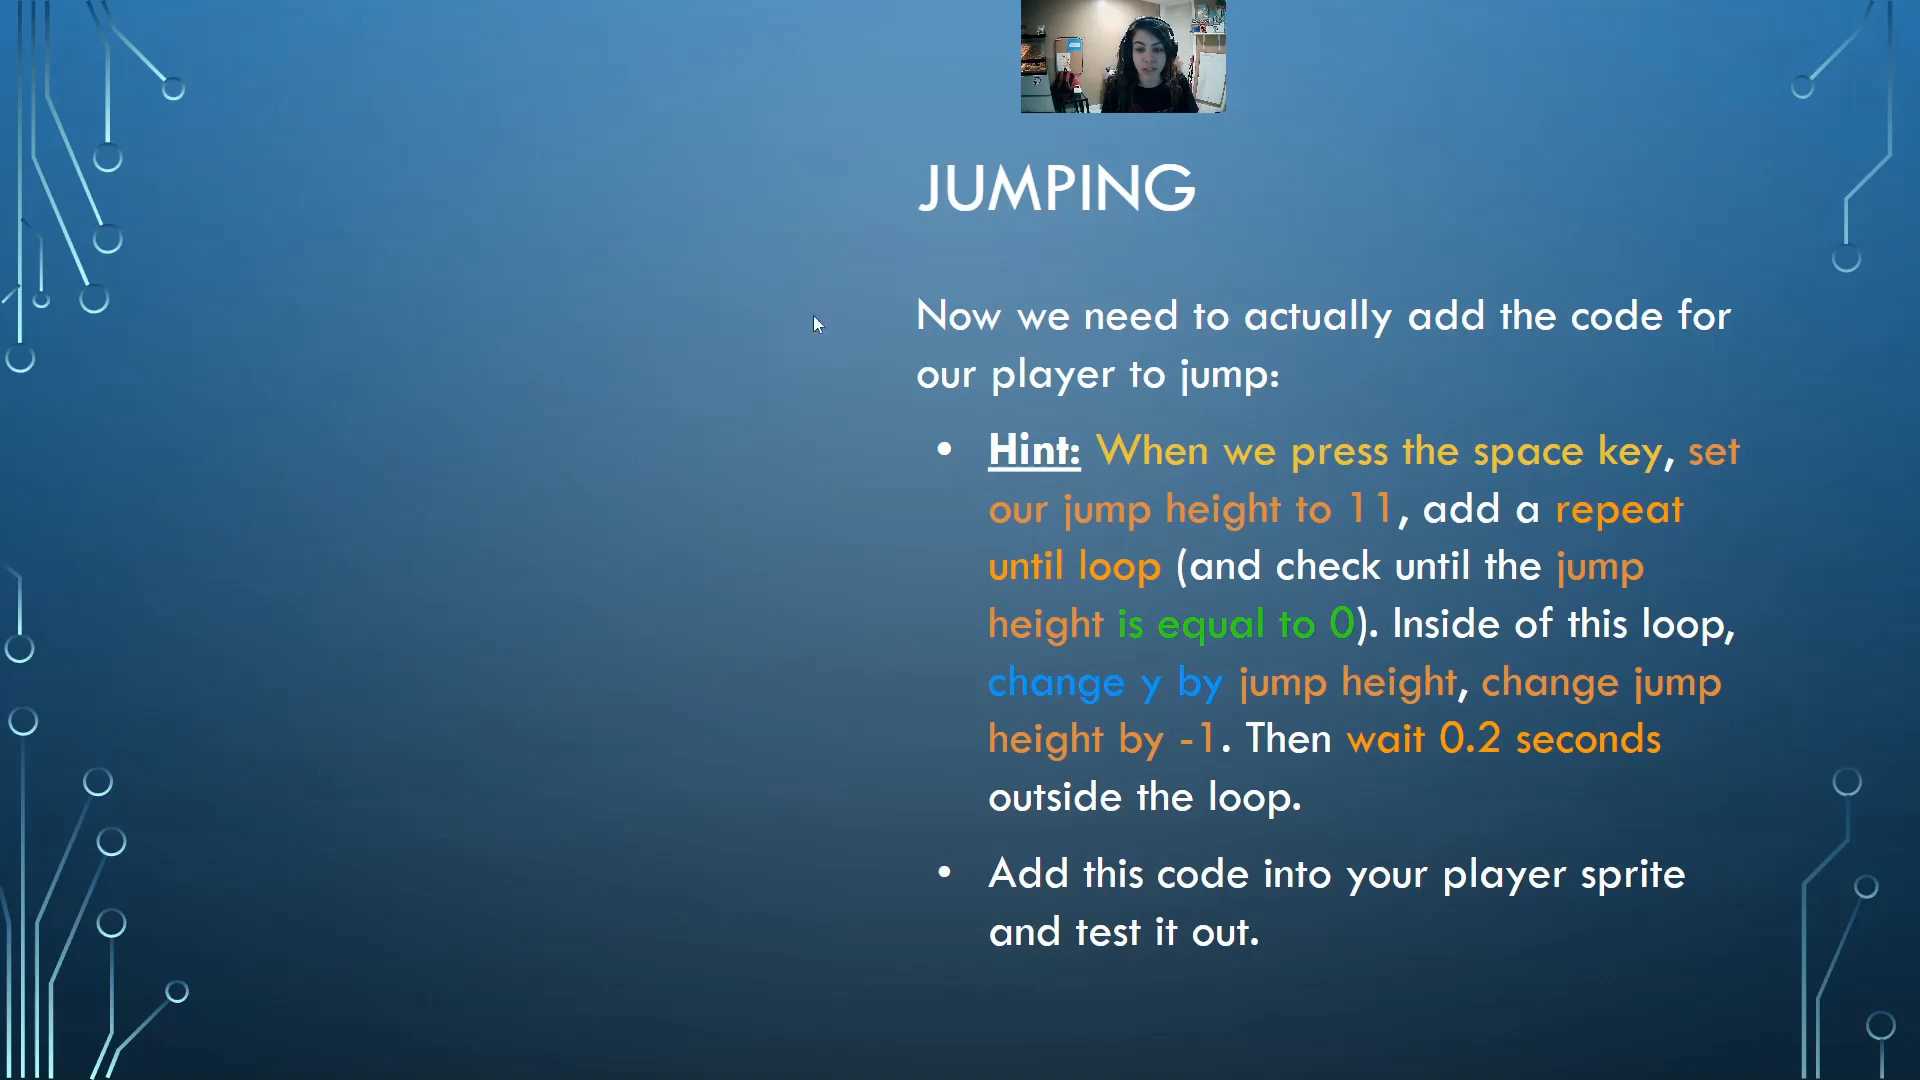 JUMPING
Now we need to actually add the code for
our player to jump:
• Hint: When we press the space key, set
our jump height to 11, add a repeat
until loop (and check until the jump
height is equal to 0). Inside of this loop,
change y by jump height, change jump
height by -1. Then wait 0.2 seconds
outside the loop.
• Add this code into your player sprite
and test it out.